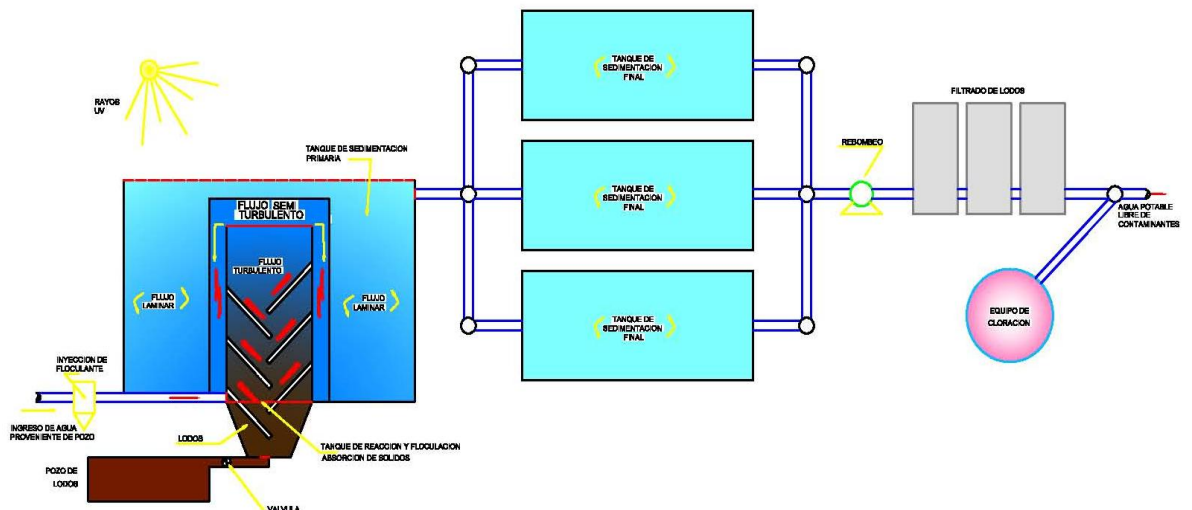 RAYOS
UV
TANQUE DE SEDIMENTACION
PRIMARIA
FLUJO SEMI
TURBULENTO
FLUJO
TURBULENTO
FLUJO
LAMINAR
FLUJO
LAMINAR
INYECCION DE
FLOCULANTE
INGRESO DE AGUA
PROVENIENTE DE POZO
LODOS
TANQUE DE REACCION Y FLOCULACION
ABSORCION DE SOLIDOS
POZO DE
LODOS
VALVULA
TANQUE DE
SEDIMENTACION
FINAL
TANQUE DE
SEDIMENTACION
FINAL
TANQUE DE
SEDIMENTACION
FINAL
REBOMBEO
FILTRADO DE LODOS
AGUA POTABLE
LIBRE DE
CONTAMINANTES
EQUIPO DE
CLORACION